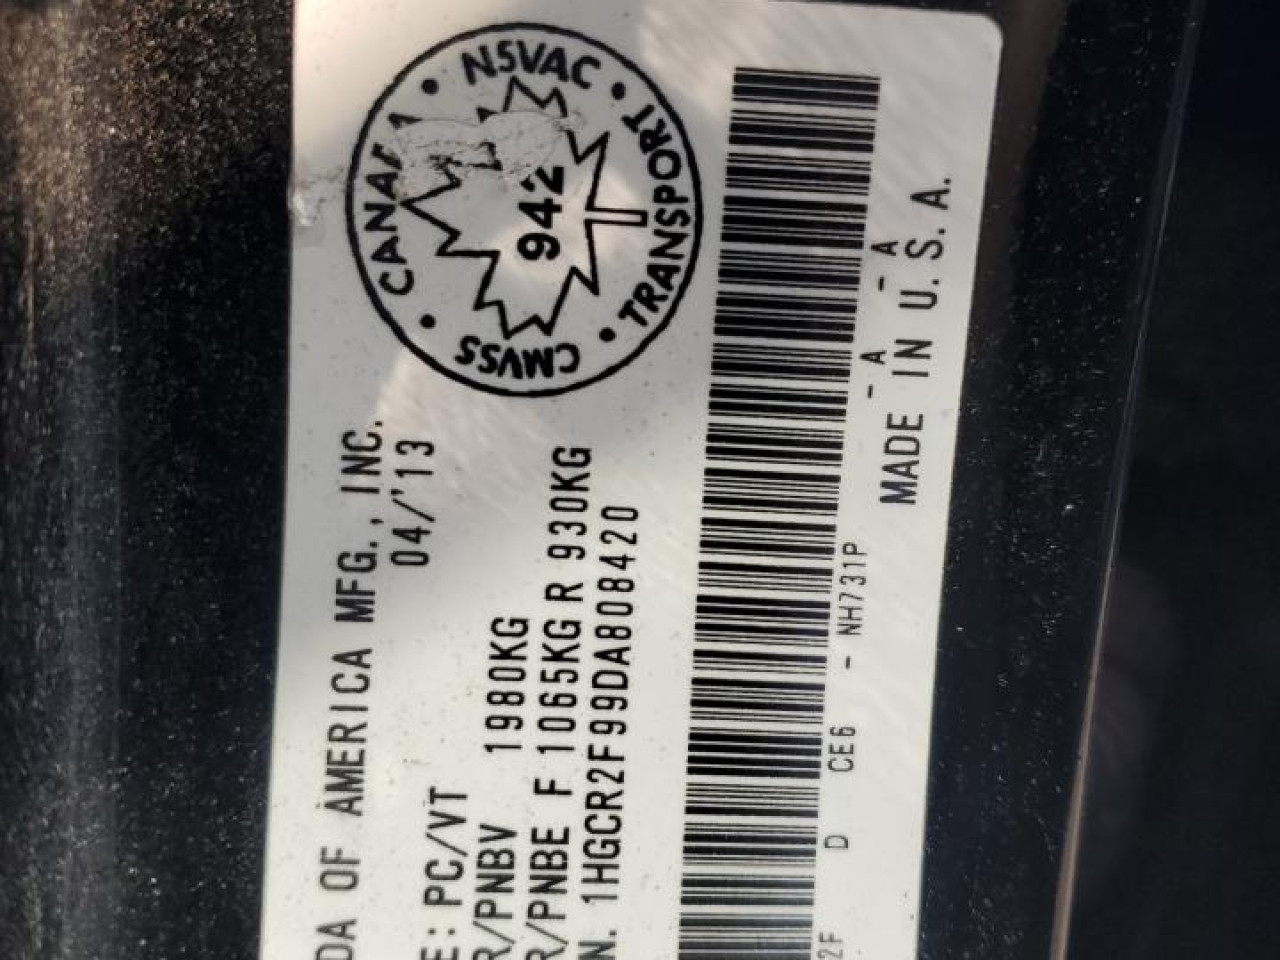 DA OF AMERICA MFG., INC.
04/'13
E: PC/VT
R/PNBV 1980KG
R/PNBE F 1065KG R 930KG
N. 1HGCR2F99DA808420
NSVAC • TRANSPORT • CMVSS •
942
2F D CE6 - NH731P - A - A
MADE IN U.S.A.